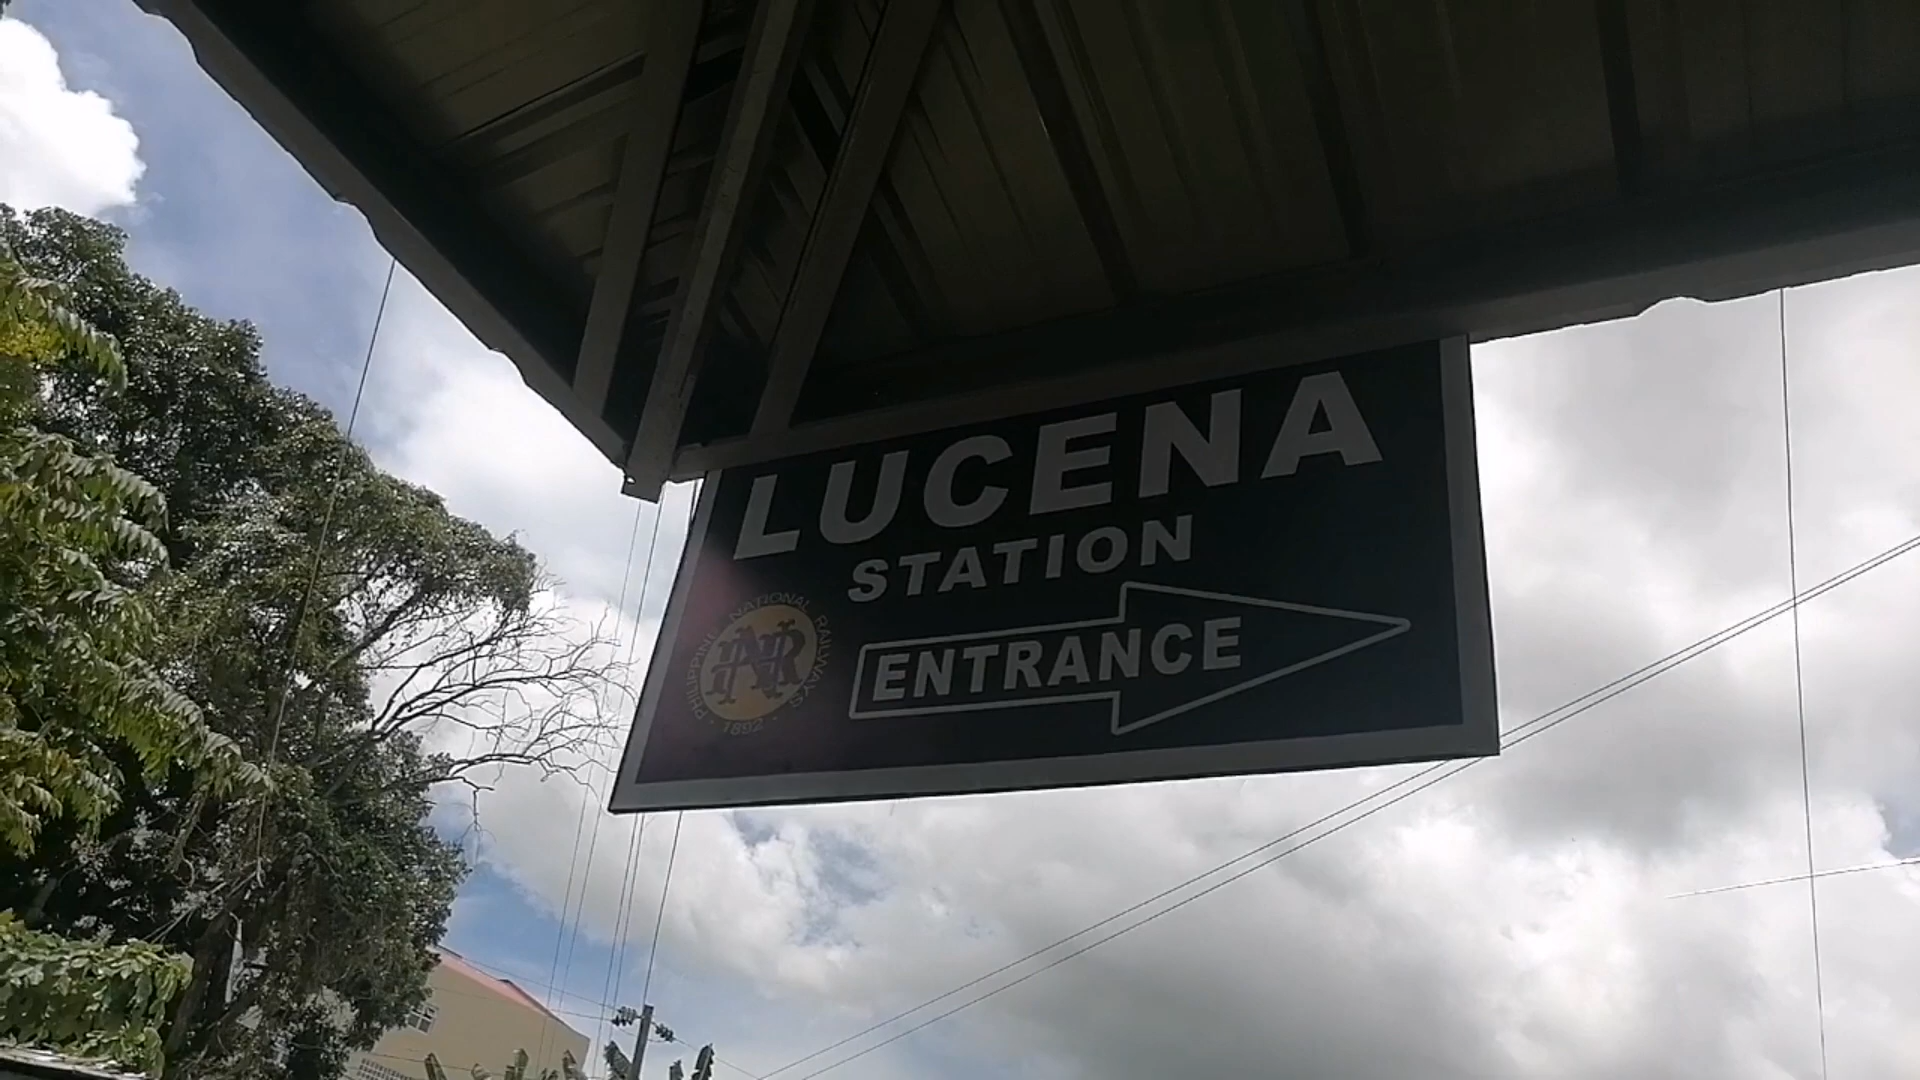 LUCENA
STATION
PHILIPPINE NATIONAL RAILWAYS
PNR
• 1892 •
ENTRANCE